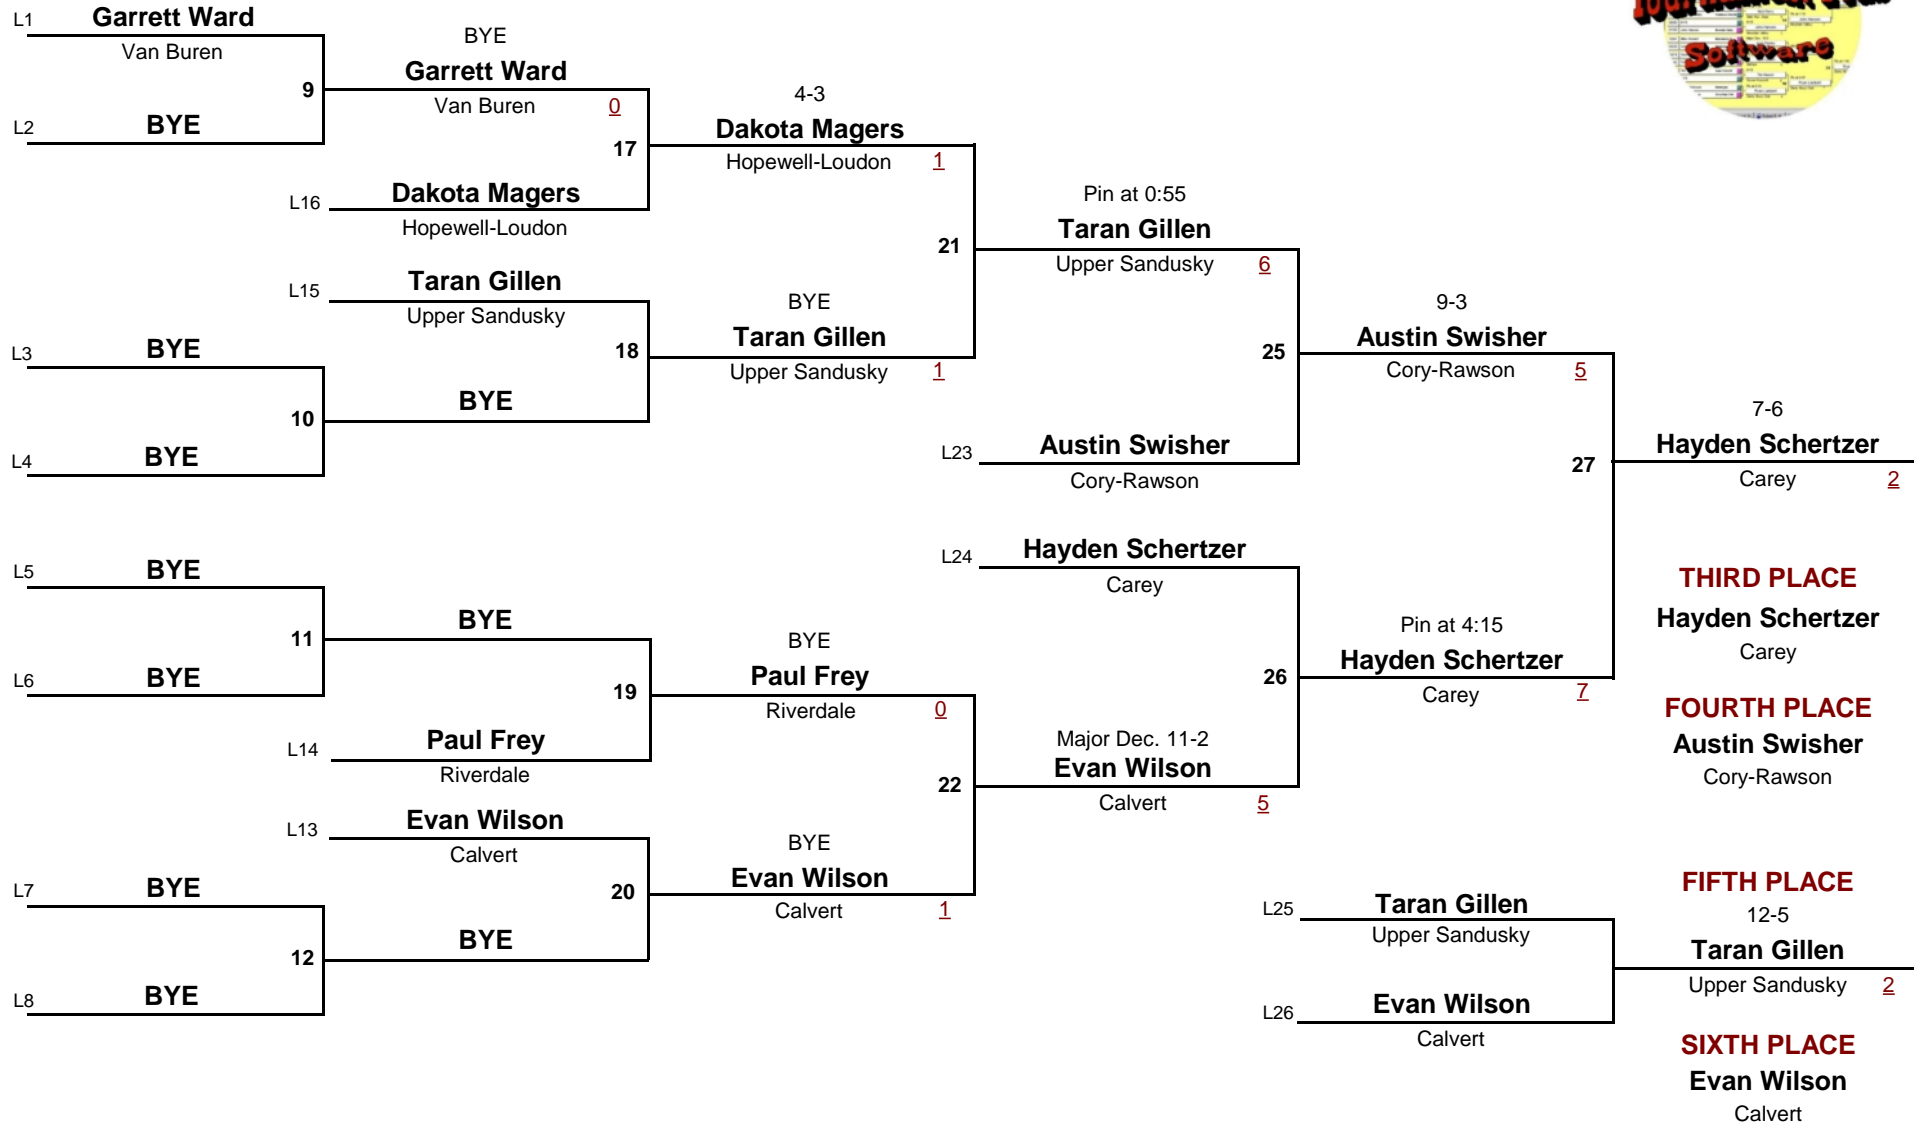 L1 Garrett Ward
Van Buren
9
L2 BYE
BYE
Garrett Ward
Van Buren 0
17
L16 Dakota Magers
Hopewell-Loudon
4-3
Dakota Magers
Hopewell-Loudon 1
L15 Taran Gillen
Upper Sandusky
18
L3 BYE
10
L4 BYE
BYE
BYE
Taran Gillen
Upper Sandusky 1
21
Pin at 0:55
Taran Gillen
Upper Sandusky 6
25
L23 Austin Swisher
Cory-Rawson
9-3
Austin Swisher
Cory-Rawson 5
27
7-6
Hayden Schertzer
Carey 2
L5 BYE
11
L6 BYE
BYE
19
L14 Paul Frey
Riverdale
BYE
Paul Frey
Riverdale 0
22
L13 Evan Wilson
Calvert
20
L7 BYE
12
L8 BYE
BYE
BYE
Evan Wilson
Calvert 1
L24 Hayden Schertzer
Carey
26
Major Dec. 11-2
Evan Wilson
Calvert 5
Pin at 4:15
Hayden Schertzer
Carey 7
THIRD PLACE
Hayden Schertzer
Carey
FOURTH PLACE
Austin Swisher
Cory-Rawson
L25 Taran Gillen
Upper Sandusky
L26 Evan Wilson
Calvert
FIFTH PLACE
12-5
Taran Gillen
Upper Sandusky 2
SIXTH PLACE
Evan Wilson
Calvert
Software